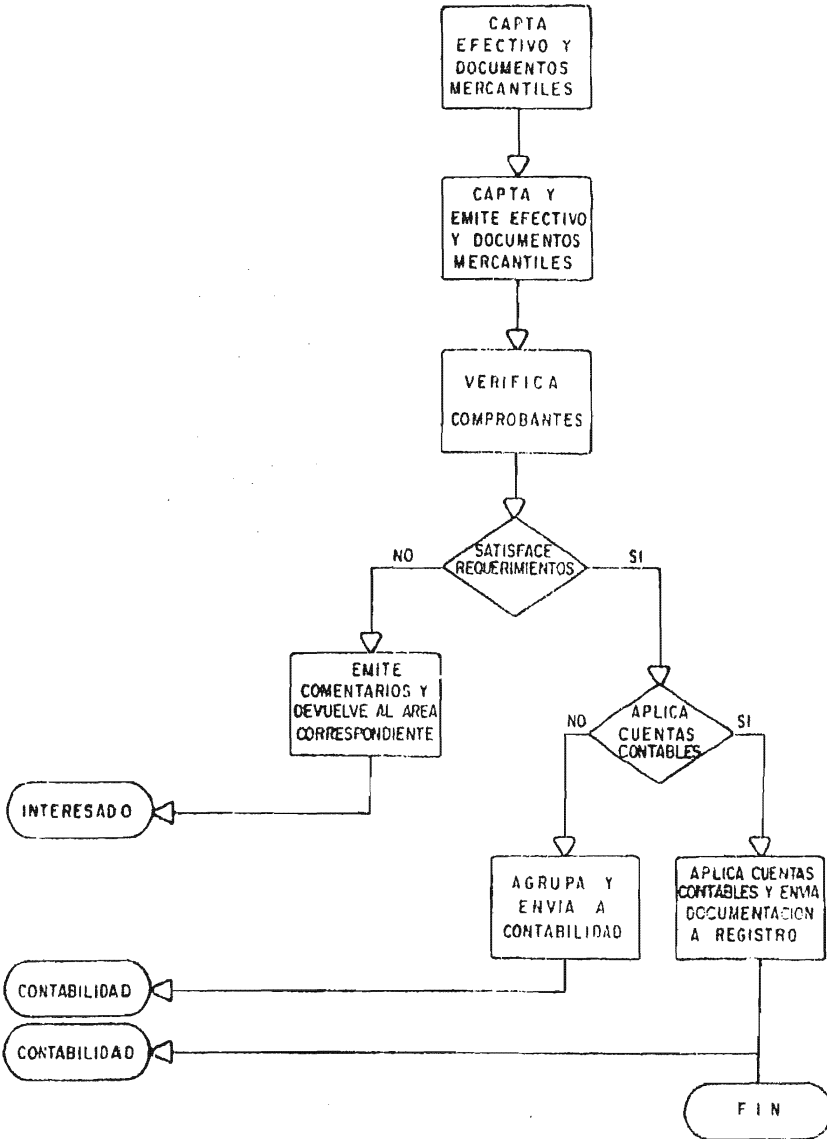 CAPTA
EFECTIVO Y
DOCUMENTOS
MERCANTILES
CAPTA Y
EMITE EFECTIVO
Y DOCUMENTOS
MERCANTILES
VERIFICA
COMPROBANTES
SATISFACE
REQUERIMIENTOS
NO
SI
EMITE
COMENTARIOS Y
DEVUELVE AL AREA
CORRESPONDIENTE
APLICA
CUENTAS
CONTABLES
NO
SI
INTERESADO
AGRUPA Y
ENVIA A
CONTABILIDAD
APLICA CUENTAS
CONTABLES Y ENVIA
DOCUMENTACION
A REGISTRO
CONTABILIDAD
CONTABILIDAD
FIN